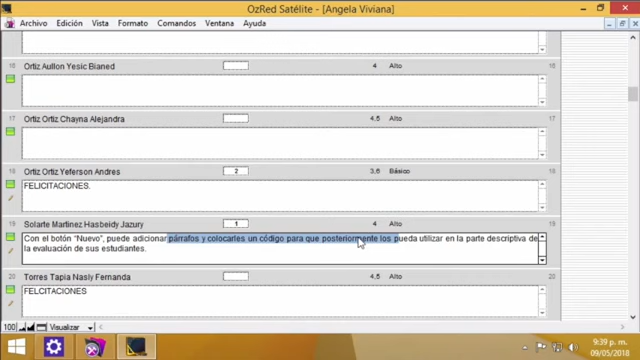 OzRed Satélite - [Angela Viviana]
Archivo Edición Vista Formato Comandos Ventana Ayuda
16 Ortiz Aullon Yesic Bianed 4 Alto 16
17 Ortiz Ortiz Chayna Alejandra 4,5 Alto 17
18 Ortiz Ortiz Yeferson Andres 2 3,6 Básico 18
FELICITACIONES.
19 Solarte Martinez Hasbeidy Jazury 1 4 Alto 19
Con el botón "Nuevo", puede adicionar párrafos y colocarles un código para que posteriormente los pueda utilizar en la parte descriptiva de
la evaluación de sus estudiantes.
20 Torres Tapia Nasly Fernanda 4,5 Alto 20
FELCITACIONES
100 Visualizar
9:39 p. m.
09/05/2018